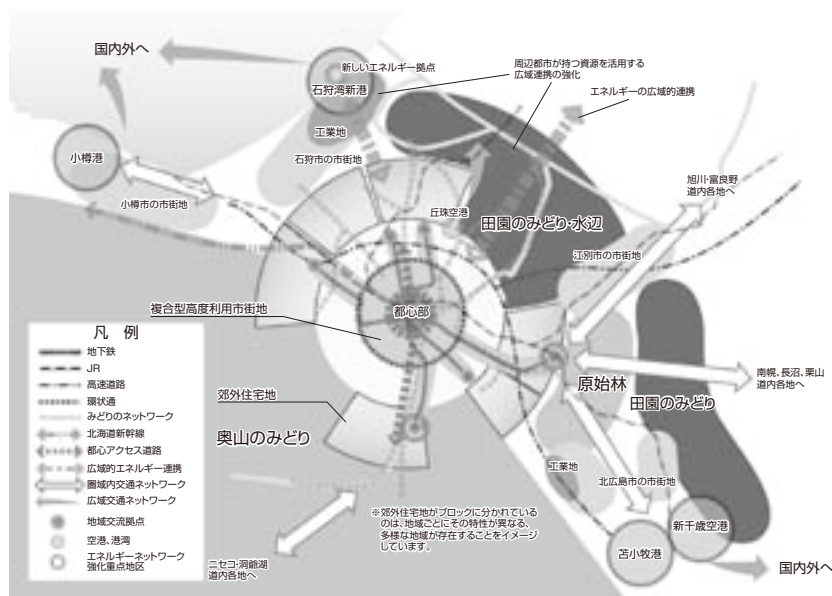 国内外へ
新しいエネルギー拠点
石狩湾新港
周辺都市が持つ資源を活用する
広域連携の強化
エネルギーの広域的連携
工業地
小樽港
石狩市の市街地
旭川・富良野
道内各地へ
小樽市の市街地
丘珠空港
田園のみどり・水辺
江別市の市街地
複合型高度利用市街地
都心部
凡 例
地下鉄
JR
高速道路
環状通
みどりのネットワーク
北海道新幹線
都心アクセス道路
広域的エネルギー連携
圏域内交通ネットワーク
広域交通ネットワーク
地域交流拠点
空港、港湾
エネルギーネットワーク
強化重点地区
郊外住宅地
奥山のみどり
原始林
田園のみどり
南幌、長沼、栗山
道内各地へ
工業地
北広島市の市街地
※郊外住宅地がブロックに分かれている
のは、地域ごとにその特性が異なる、
多様な地域が存在することをイメージ
しています。
新千歳空港
苫小牧港
ニセコ・洞爺湖
道内各地へ
国内外へ